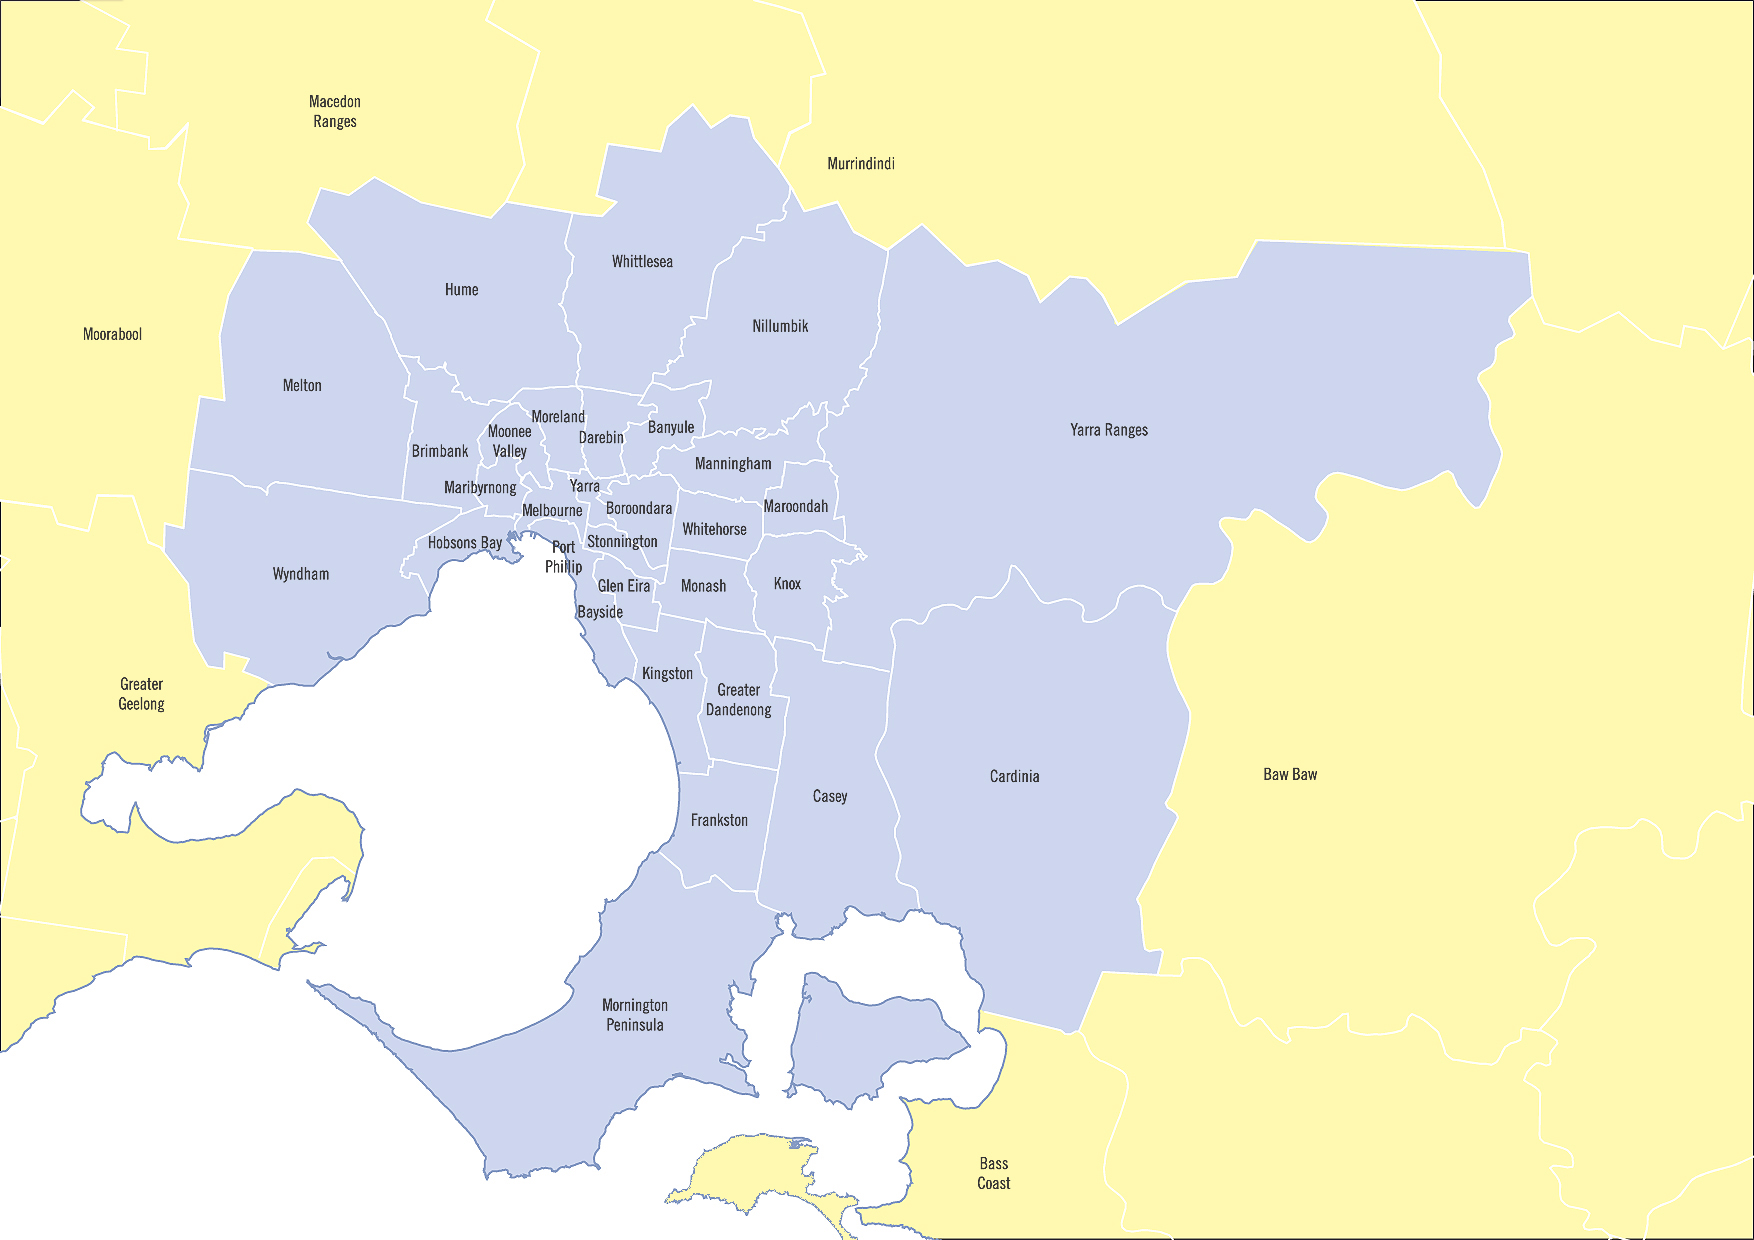 Macedon
Ranges
Murrindindi
Whittlesea
Hume
Nillumbik
Moorabool
Melton
Moreland
Banyule
Yarra Ranges
Moonee
Valley
Darebin
Brimbank
Manningham
Maribyrnong
Yarra
Melbourne
Boroondara
Maroondah
Whitehorse
Hobsons Bay
Stonnington
Port
Phillip
Wyndham
Glen Eira
Monash
Knox
Bayside
Kingston
Greater
Dandenong
Greater
Geelong
Cardinia
Baw Baw
Casey
Frankston
Mornington
Peninsula
Bass
Coast